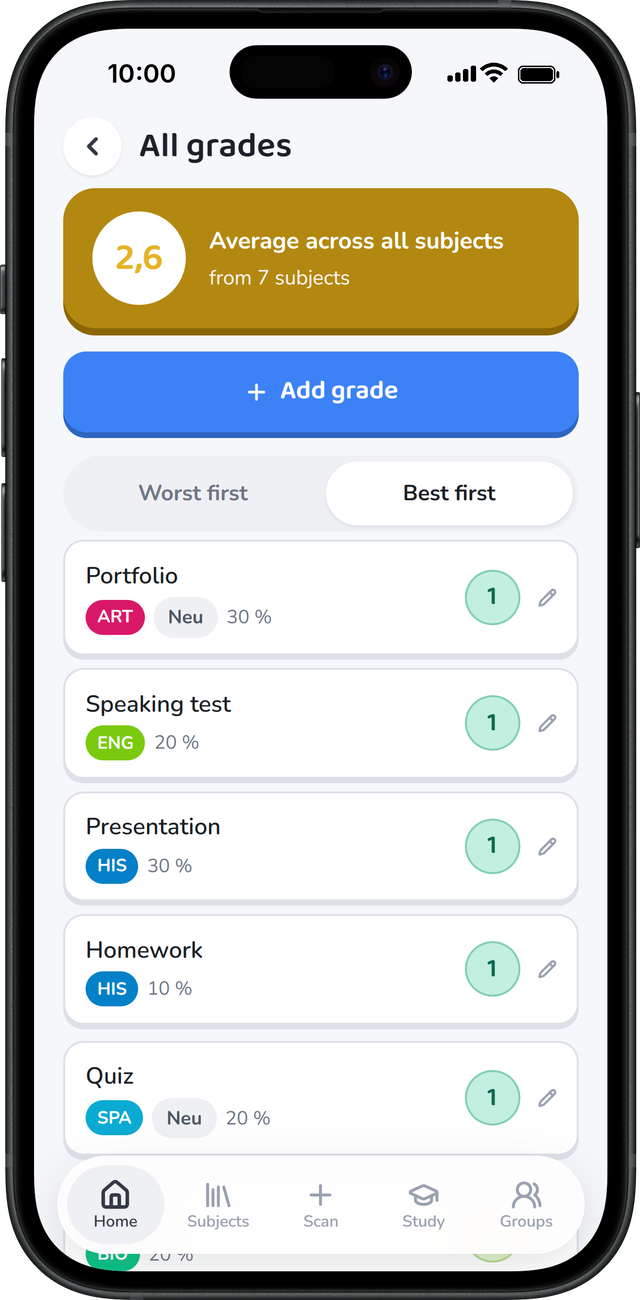 10:00
All grades
2,6
Average across all subjects
from 7 subjects
+ Add grade
Worst first
Best first
Portfolio
ART Neu 30 %
1
Speaking test
ENG 20 %
1
Presentation
HIS 30 %
1
Homework
HIS 10 %
1
Quiz
SPA Neu 20 %
1
BIO 20 %
Home
Subjects
Scan
Study
Groups